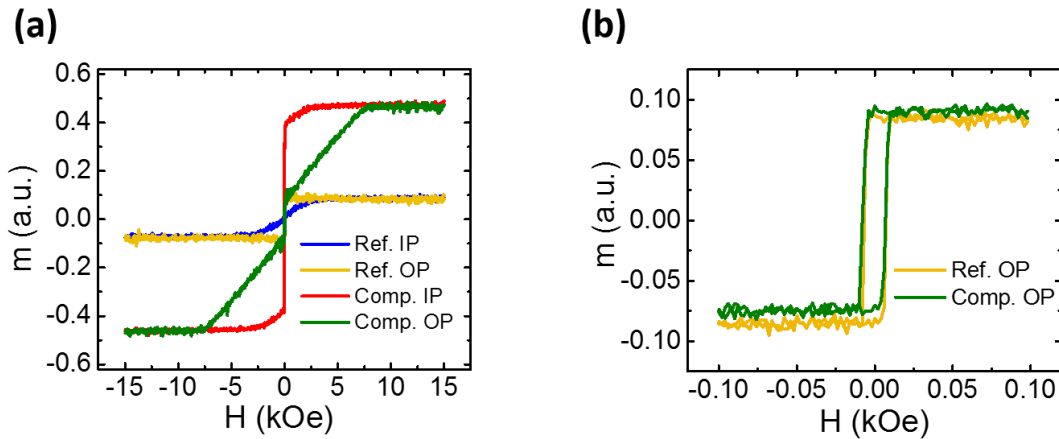 (a)
0.6
0.4
0.2
0.0
-0.2
-0.4
-0.6
m (a.u.)
-15 -10 -5 0 5 10 15
H (kOe)
Ref. IP
Ref. OP
Comp. IP
Comp. OP
(b)
0.10
0.05
0.00
-0.05
-0.10
m (a.u.)
-0.10 -0.05 0.00 0.05 0.10
H (kOe)
Ref. OP
Comp. OP